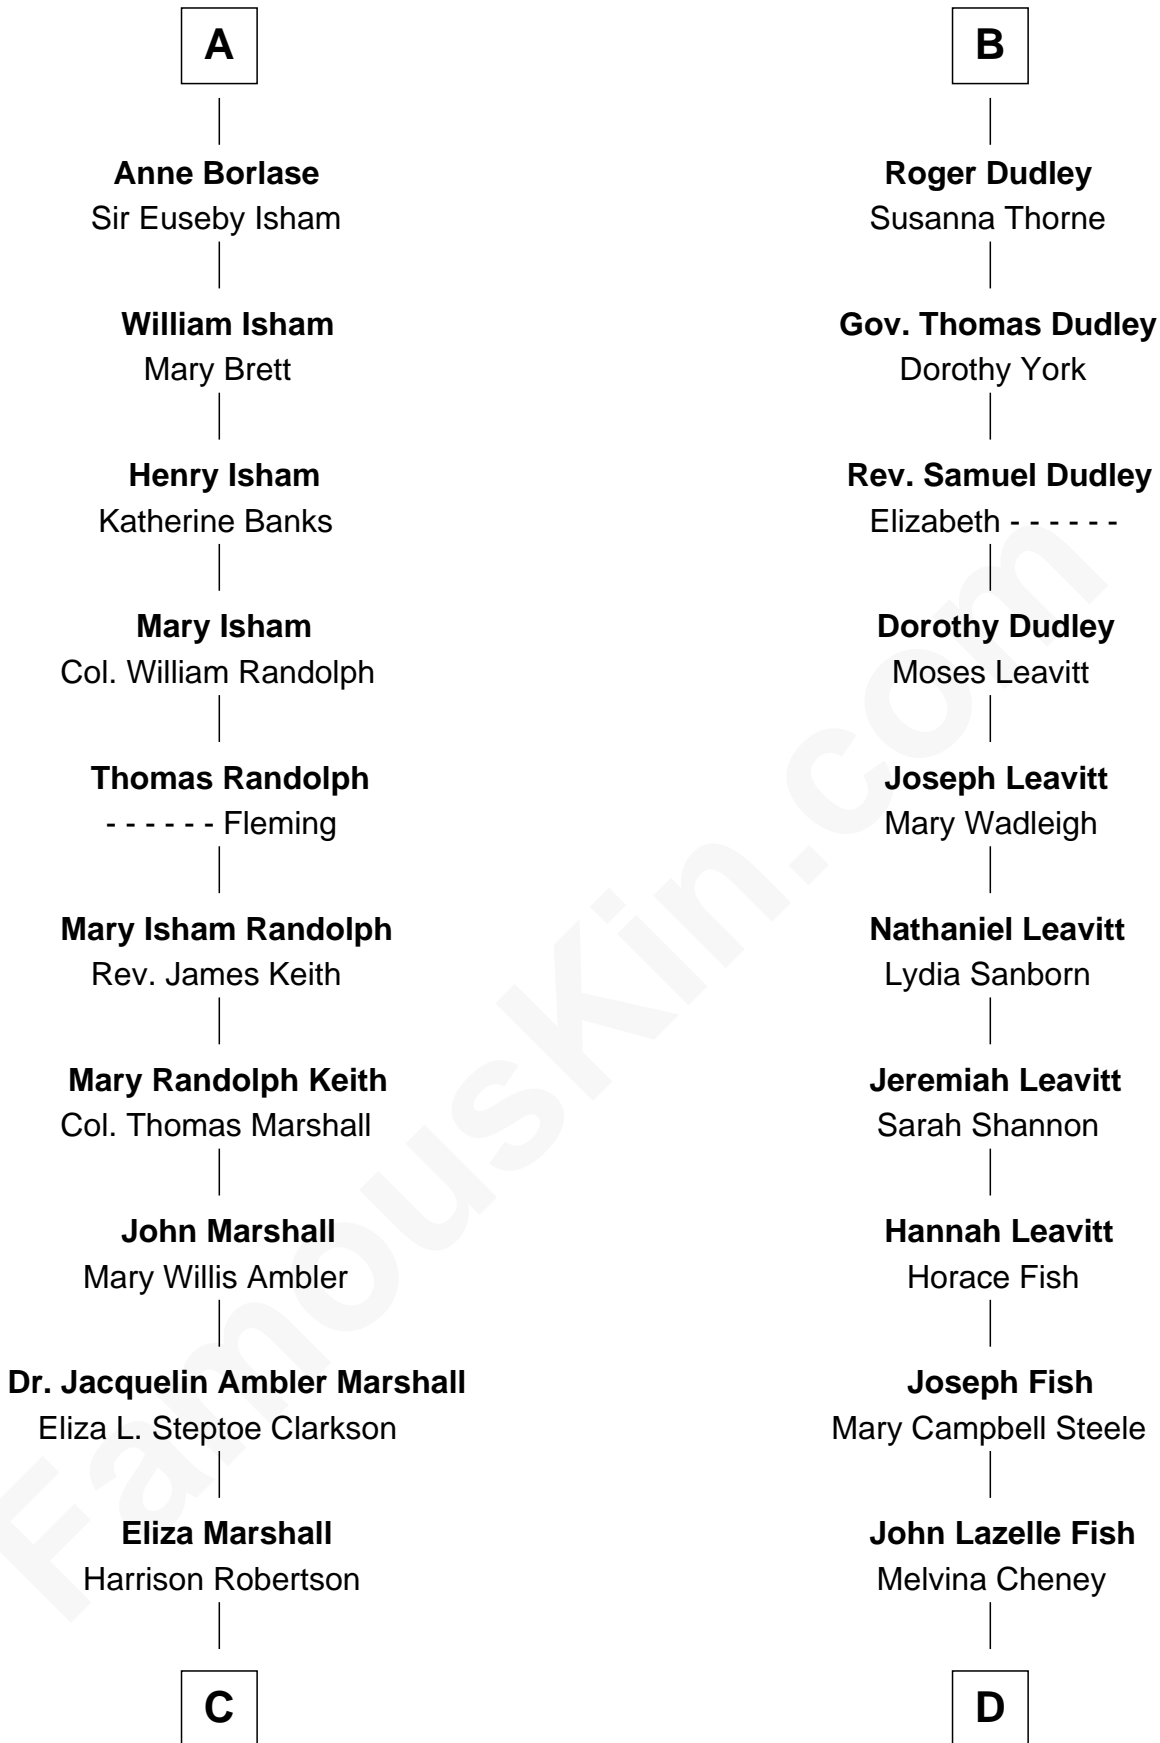 A
Anne Borlase
Sir Euseby Isham
William Isham
Mary Brett
Henry Isham
Katherine Banks
Mary Isham
Col. William Randolph
Thomas Randolph
- - - - - - Fleming
Mary Isham Randolph
Rev. James Keith
Mary Randolph Keith
Col. Thomas Marshall
John Marshall
Mary Willis Ambler
Dr. Jacquelin Ambler Marshall
Eliza L. Steptoe Clarkson
Eliza Marshall
Harrison Robertson
C
B
Roger Dudley
Susanna Thorne
Gov. Thomas Dudley
Dorothy York
Rev. Samuel Dudley
Elizabeth - - - - - -
Dorothy Dudley
Moses Leavitt
Joseph Leavitt
Mary Wadleigh
Nathaniel Leavitt
Lydia Sanborn
Jeremiah Leavitt
Sarah Shannon
Hannah Leavitt
Horace Fish
Joseph Fish
Mary Campbell Steele
John Lazelle Fish
Melvina Cheney
D
FamousKin.com